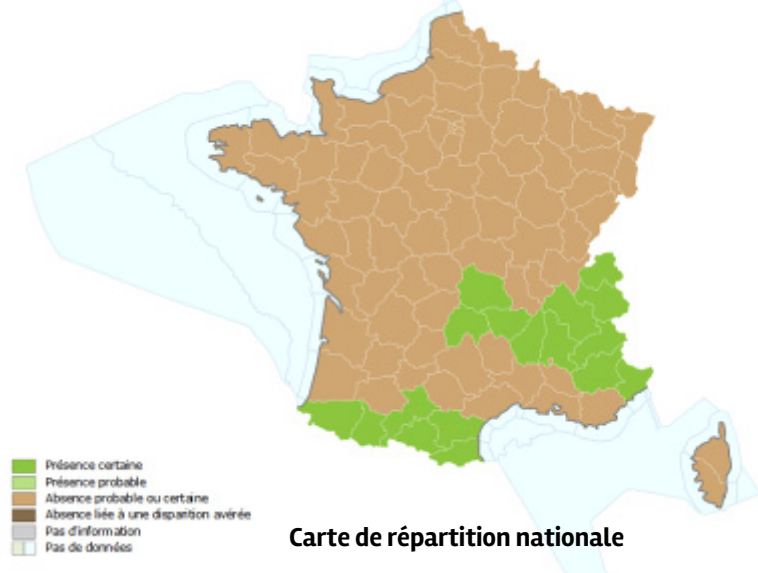 Présence certaine
Présence probable
Absence probable ou certaine
Absence liée à une disparition avérée
Pas d'information
Pas de données
Carte de répartition nationale